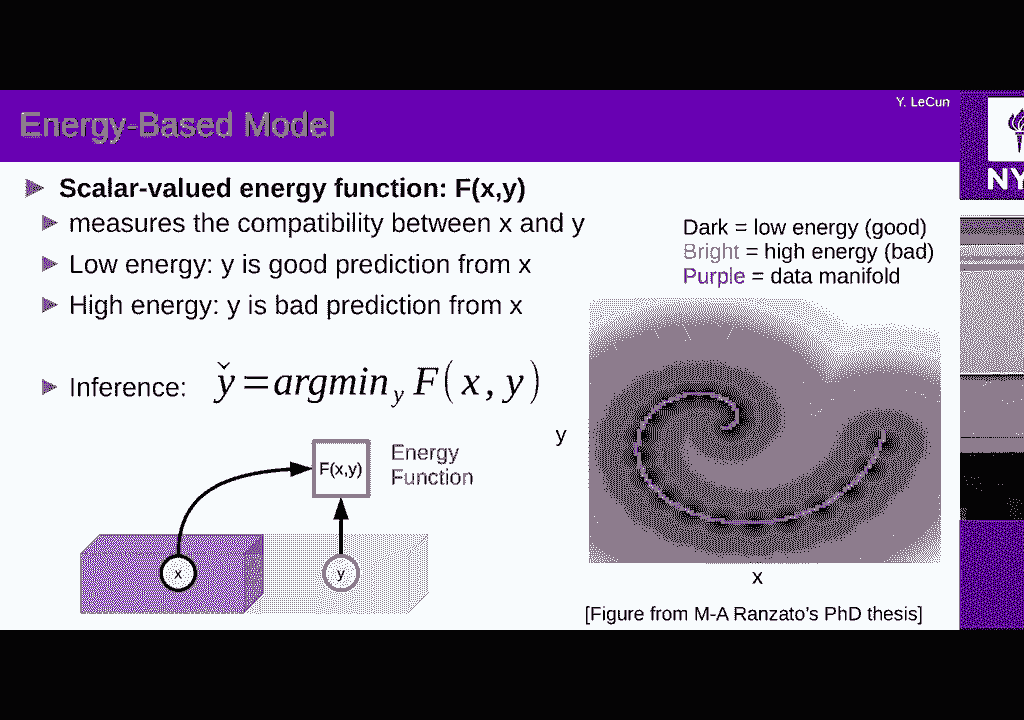 Y. LeCun
Energy-Based Model
Scalar-valued energy function: F(x,y)
measures the compatibility between x and y
Low energy: y is good prediction from x
High energy: y is bad prediction from x
Inference: y̌=argmin_y F(x,y)
F(x,y)
Energy
Function
x
y
Dark = low energy (good)
Bright = high energy (bad)
Purple = data manifold
y
x
[Figure from M-A Ranzato's PhD thesis]
NY